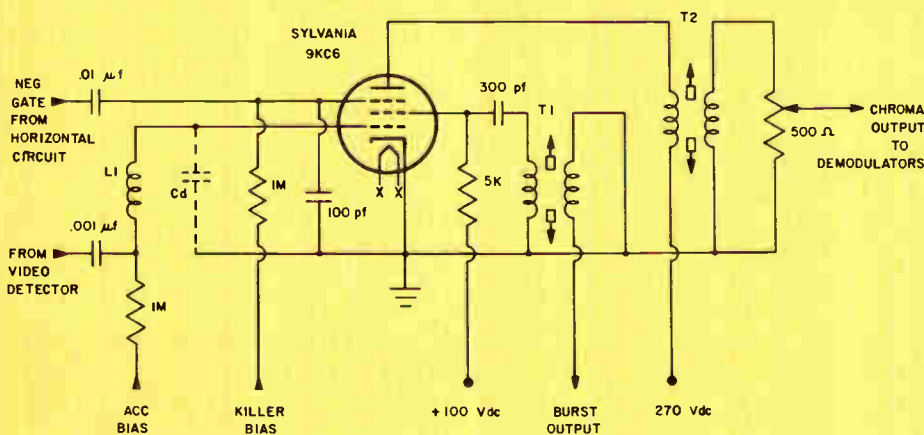 SYLVANIA
9KC6
T2
.01 µf
NEG
GATE
FROM
HORIZONTAL
CIRCUIT
300 pf
T1
CHROMA
OUTPUT
TO
DEMODULATORS
500 Ω
L1
Cd
1M
X X
5K
100 pf
.001 µf
FROM
VIDEO
DETECTOR
1M
ACC
BIAS
KILLER
BIAS
+100 Vdc
BURST
OUTPUT
270 Vdc